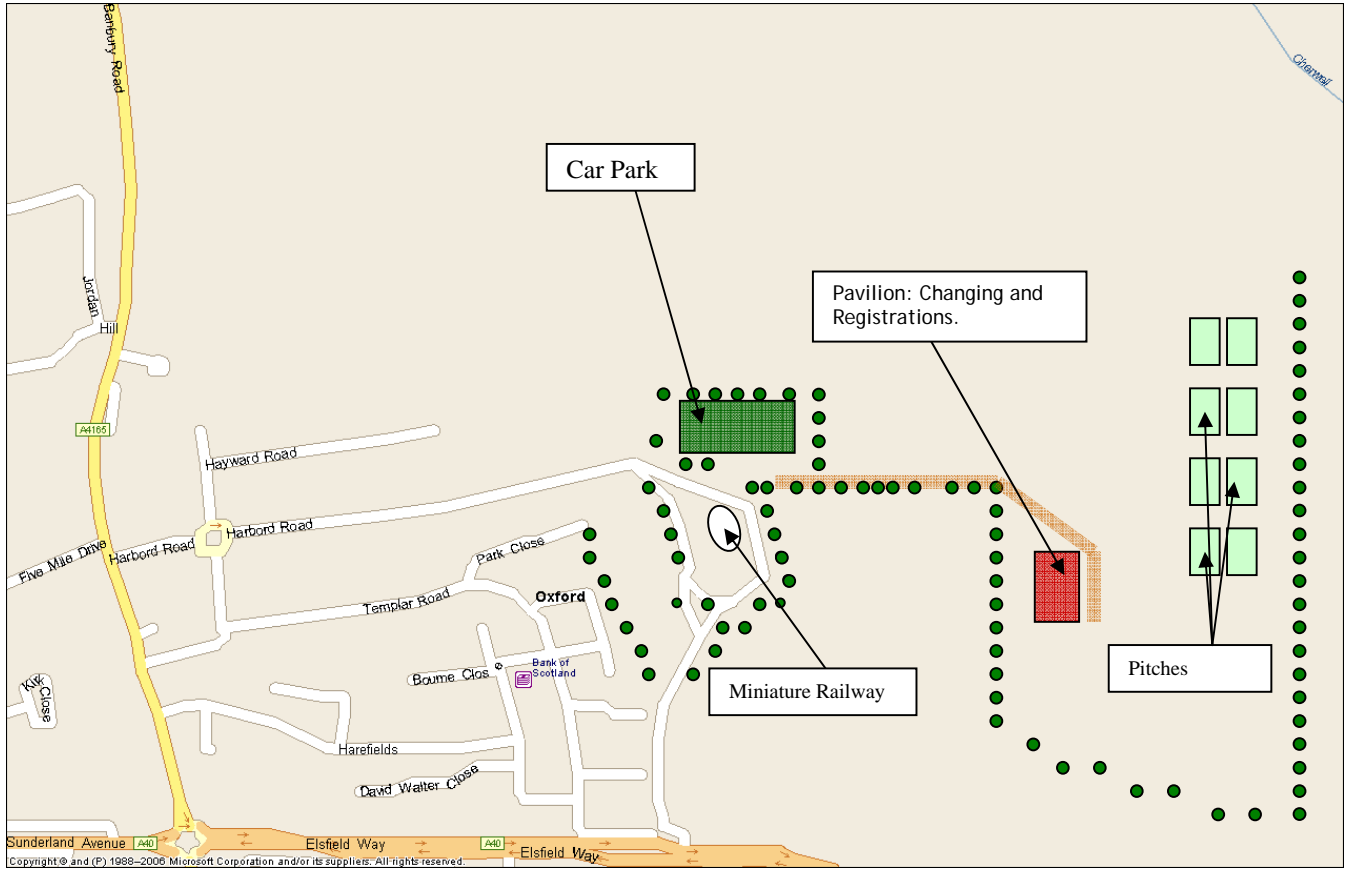 Banbury Road
Cherwell
Car Park
Pavilion: Changing and
Registrations.
Jordan
Hill
A4165
Hayward Road
Harbord Road
Harbord Road
Five Mile Drive
Park Close
Templar Road
Oxford
Bank of
Scotland
Bourne Close
Miniature Railway
Pitches
Kirk
Close
Harefields
David Walter Close
Sunderland Avenue
A40
Elsfield Way
A40
Elsfield Way
Copyright © and (P) 1988–2006 Microsoft Corporation and/or its suppliers. All rights reserved.